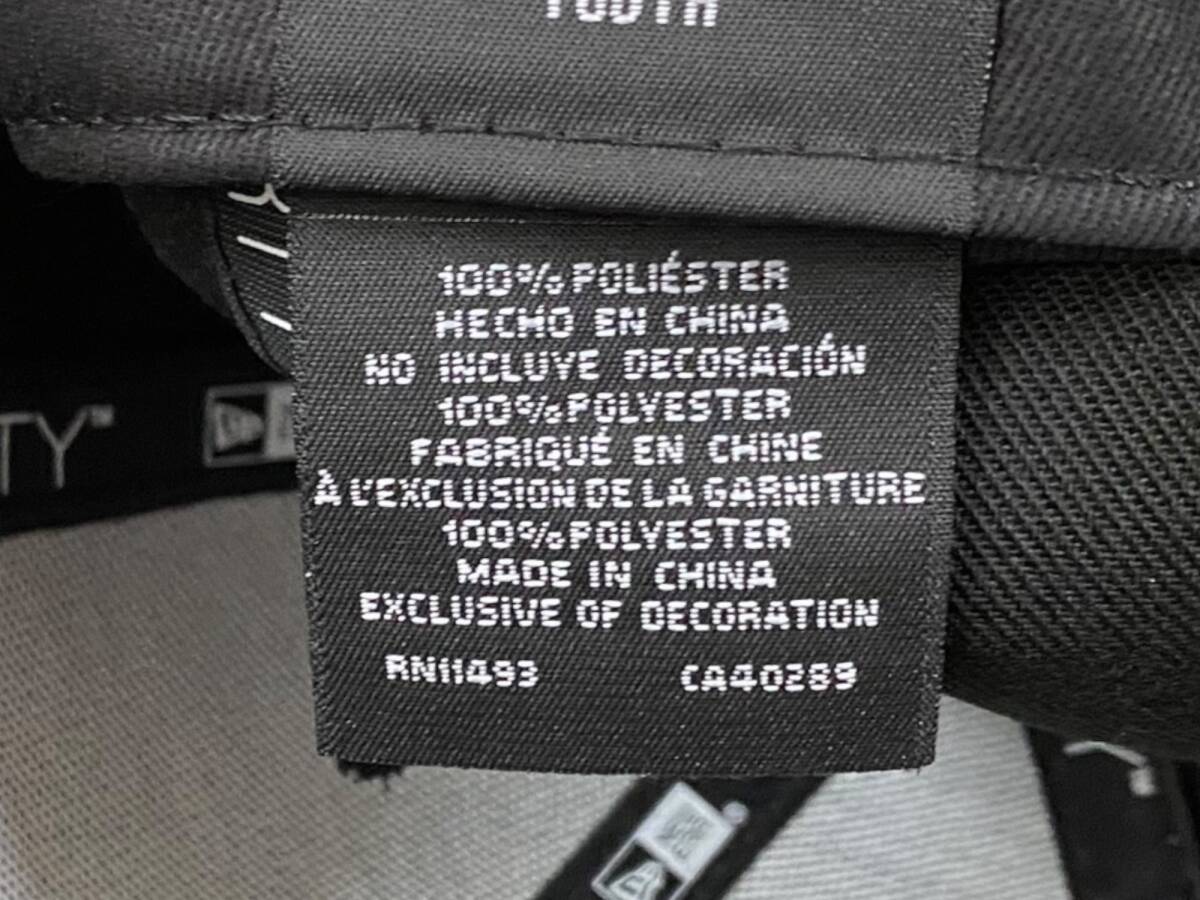 YOUTH
100% POLIÉSTER
HECHO EN CHINA
NO INCLUYE DECORACIÓN
100% POLYESTER
FABRIQUÉ EN CHINE
À L'EXCLUSION DE LA GARNITURE
100% POLYESTER
MADE IN CHINA
EXCLUSIVE OF DECORATION
RN11493 CA40289
TY™